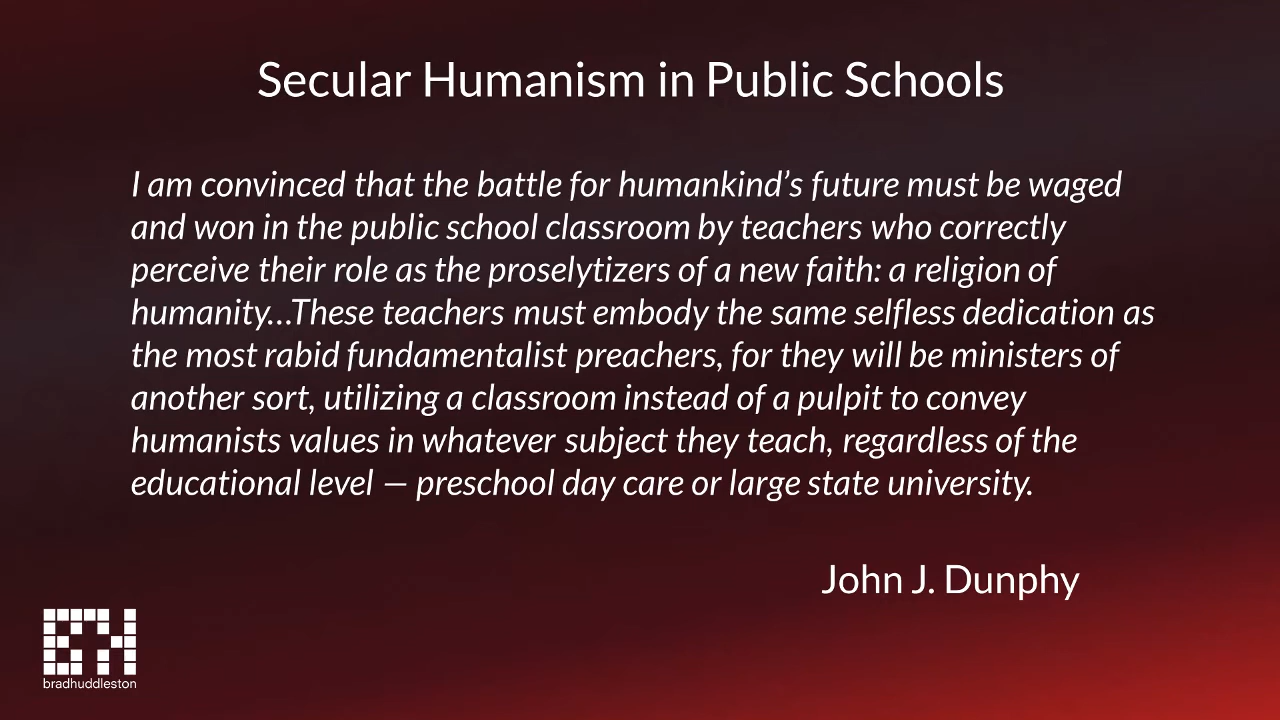 Secular Humanism in Public Schools
I am convinced that the battle for humankind’s future must be waged
and won in the public school classroom by teachers who correctly
perceive their role as the proselytizers of a new faith: a religion of
humanity...These teachers must embody the same selfless dedication as
the most rabid fundamentalist preachers, for they will be ministers of
another sort, utilizing a classroom instead of a pulpit to convey
humanists values in whatever subject they teach, regardless of the
educational level — preschool day care or large state university.
John J. Dunphy
bradhuddleston